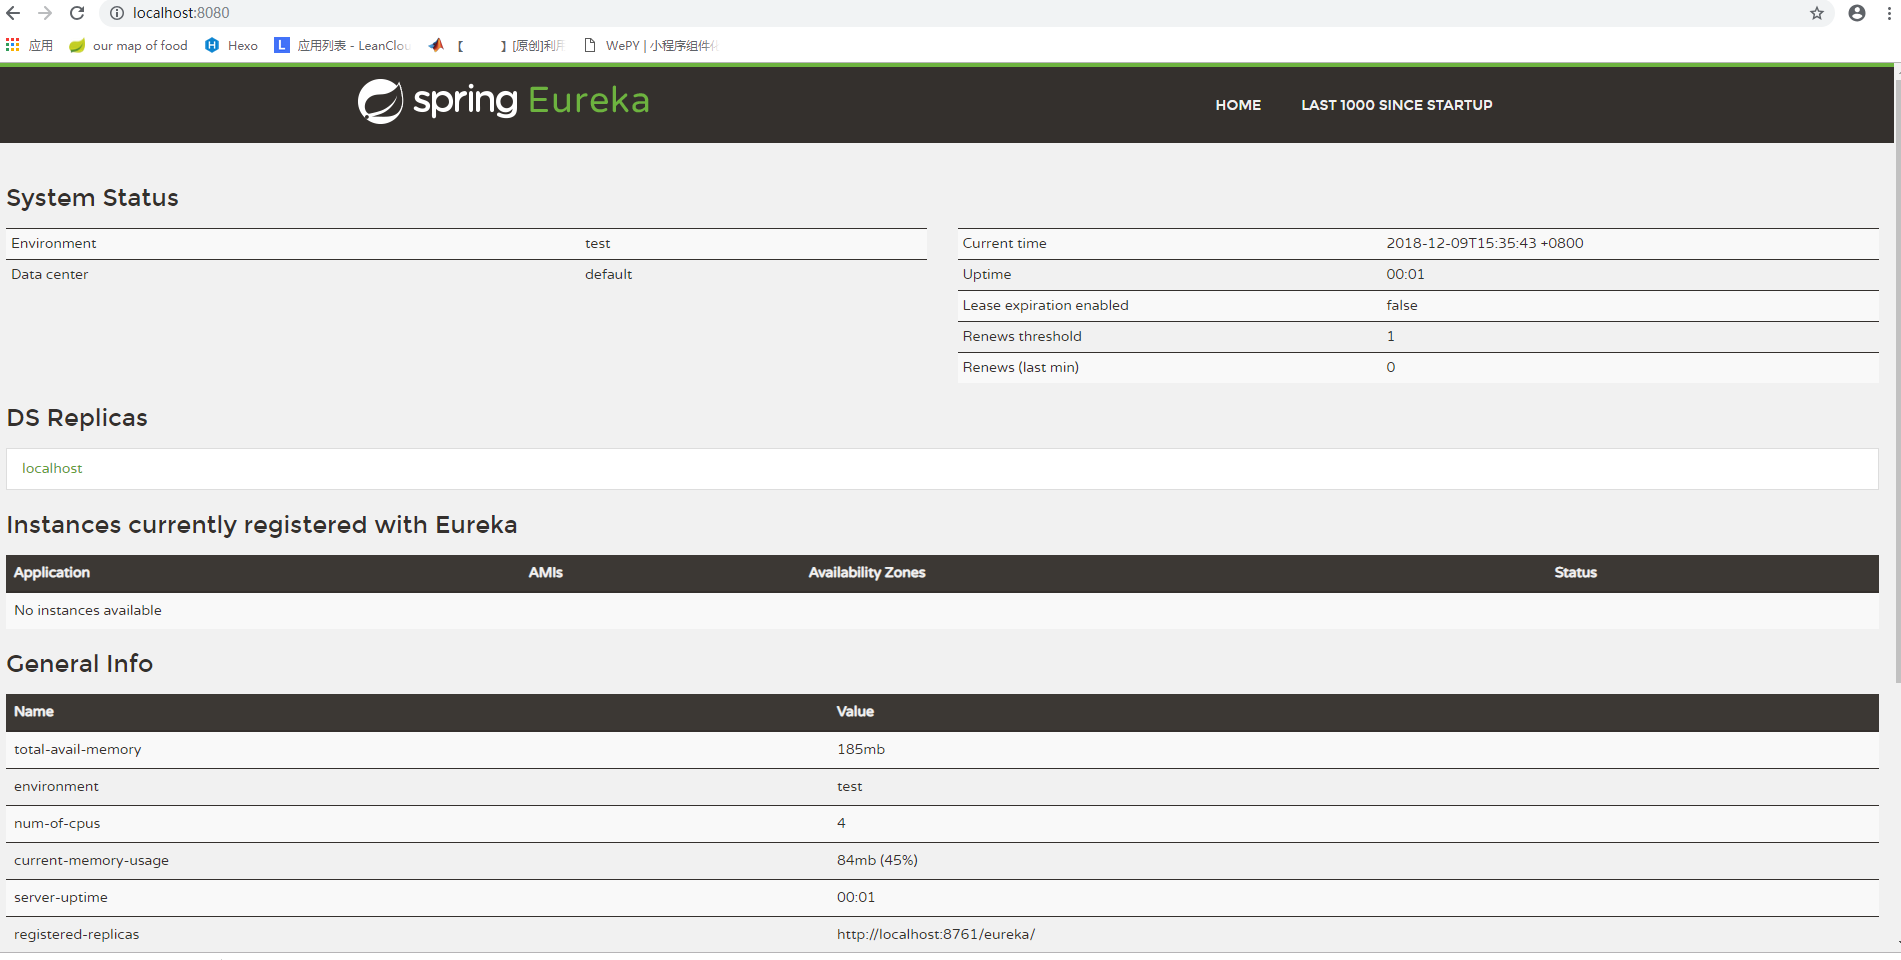 localhost:8080
应用 our map of food Hexo 应用列表 - LeanClou 【 】[原创]利用 WePY | 小程序组件化
spring Eureka HOME LAST 1000 SINCE STARTUP
System Status
Environment test Current time 2018-12-09T15:35:43 +0800
Data center default Uptime 00:01
Lease expiration enabled false
Renews threshold 1
Renews (last min) 0
DS Replicas
localhost
Instances currently registered with Eureka
Application AMIs Availability Zones Status
No instances available
General Info
Name Value
total-avail-memory 185mb
environment test
num-of-cpus 4
current-memory-usage 84mb (45%)
server-uptime 00:01
registered-replicas http://localhost:8761/eureka/